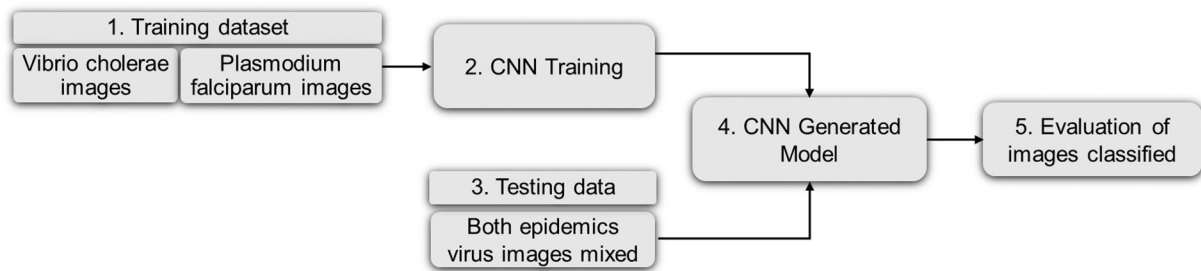 1. Training dataset
Vibrio cholerae
images
Plasmodium
falciparum images
2. CNN Training
3. Testing data
Both epidemics
virus images mixed
4. CNN Generated
Model
5. Evaluation of
images classified